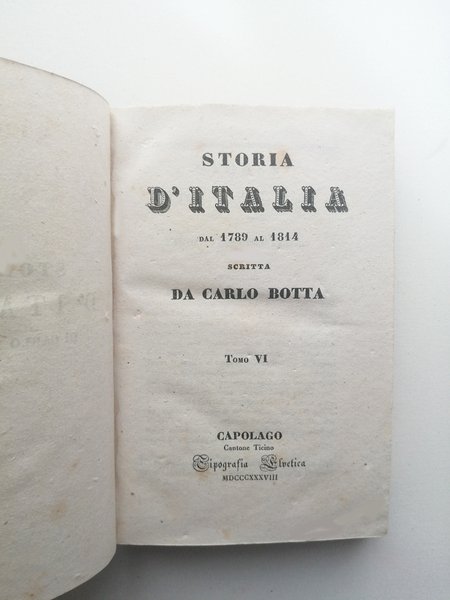 STORIA
D'ITALIA
DAL 1789 AL 1814
SCRITTA
DA CARLO BOTTA
TOMO VI
CAPOLAGO
Cantone Ticino
Tipografia Elvetica
MDCCCXXXVIII